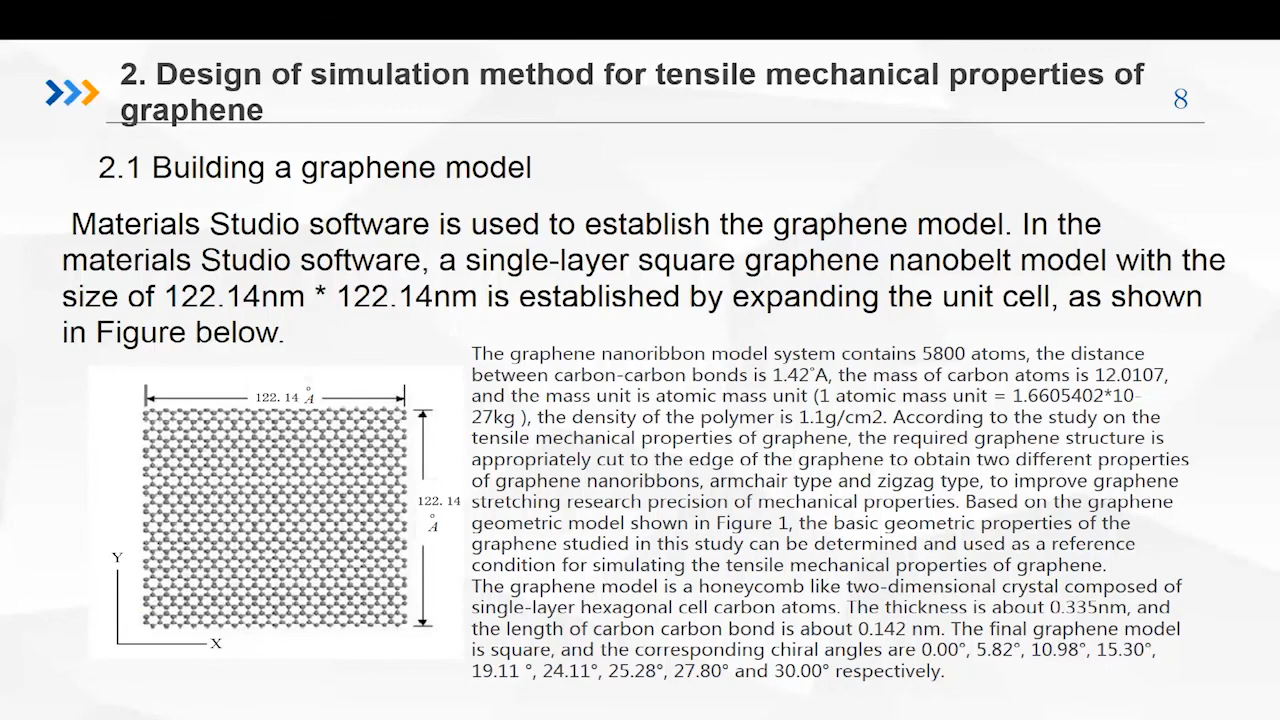 2. Design of simulation method for tensile mechanical properties of
graphene
8
2.1 Building a graphene model
Materials Studio software is used to establish the graphene model. In the
materials Studio software, a single-layer square graphene nanobelt model with the
size of 122.14nm * 122.14nm is established by expanding the unit cell, as shown
in Figure below.
122. 14 Å
122. 14
Å
Y
X
The graphene nanoribbon model system contains 5800 atoms, the distance
between carbon-carbon bonds is 1.42°A, the mass of carbon atoms is 12.0107,
and the mass unit is atomic mass unit (1 atomic mass unit = 1.6605402*10-
27kg ), the density of the polymer is 1.1g/cm2. According to the study on the
tensile mechanical properties of graphene, the required graphene structure is
appropriately cut to the edge of the graphene to obtain two different properties
of graphene nanoribbons, armchair type and zigzag type, to improve graphene
stretching research precision of mechanical properties. Based on the graphene
geometric model shown in Figure 1, the basic geometric properties of the
graphene studied in this study can be determined and used as a reference
condition for simulating the tensile mechanical properties of graphene.
The graphene model is a honeycomb like two-dimensional crystal composed of
single-layer hexagonal cell carbon atoms. The thickness is about 0.335nm, and
the length of carbon carbon bond is about 0.142 nm. The final graphene model
is square, and the corresponding chiral angles are 0.00°, 5.82°, 10.98°, 15.30°,
19.11 °, 24.11°, 25.28°, 27.80° and 30.00° respectively.